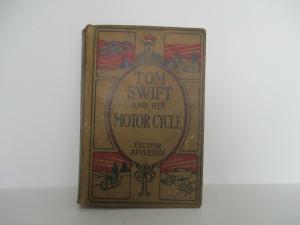 TOM
SWIFT
AND HIS
MOTOR CYCLE
VICTOR
APPLETON